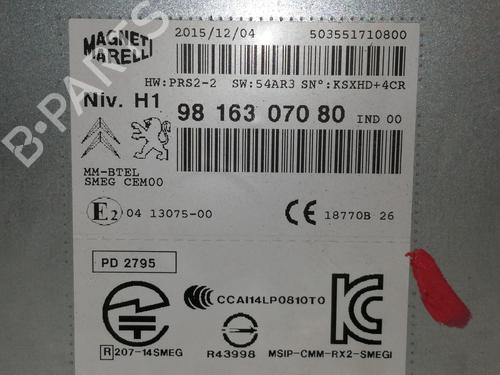 MAGNETI MARELLI
2015/12/04 503551710800
HW:PRS2-2 SW:54AR3 SN°:KSXHD+4CR
Niv. H1 98 163 070 80 IND 00
MM-BTEL
SMEG CEM00
E2 04 13075-00 CE 18770B 26
PD 2795
CCAI14LP0810T0
R 207-14SMEG R43998 MSIP-CMM-RX2-SMEGI
B-PARTS